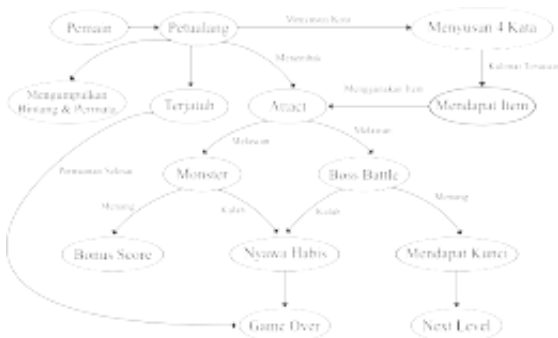 Pemain
Petualang
Menyusun Kata
Menyusun 4 Kata
Mengumpulkan
Bintang & Permata
Terjatuh
Menembak
Attact
Menggunakan Item
Kalimat Tersusun
Mendapat Item
Permainan Selesai
Melawan
Melawan
Monster
Boss Battle
Menang
Kalah
Kalah
Menang
Bonus Score
Nyawa Habis
Mendapat Kunci
Game Over
Next Level